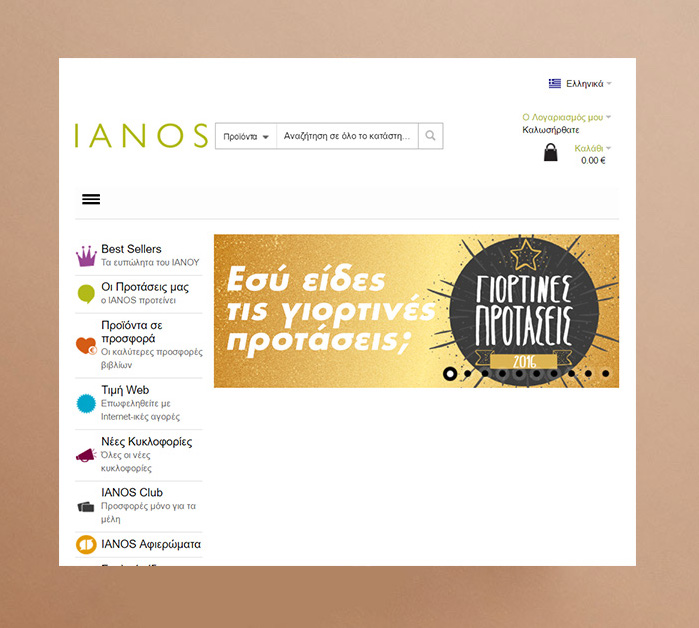 Ελληνικά
Ο Λογαριασμός μου
Καλωσήρθατε
IANOS
Προϊόντα
Αναζήτηση σε όλο το κατάστη...
Καλάθι
0.00 €
Best Sellers
Τα ευπώλητα του ΙΑΝΟΥ
Οι Προτάσεις μας
ο IANOS προτείνει
Προϊόντα σε
προσφορά
Οι καλύτερες προσφορές
βιβλίων
Τιμή Web
Επωφεληθείτε με
Internet-ικές αγορές
Νέες Κυκλοφορίες
Όλες οι νέες
κυκλοφορίες
IANOS Club
Προσφορές μόνο για τα
μέλη
IANOS Αφιερώματα
Εσύ είδες
τις γιορτινές
προτάσεις;
ΓΙΟΡΤΙΝΕΣ
ΠΡΟΤΑΣΕΙΣ
2016